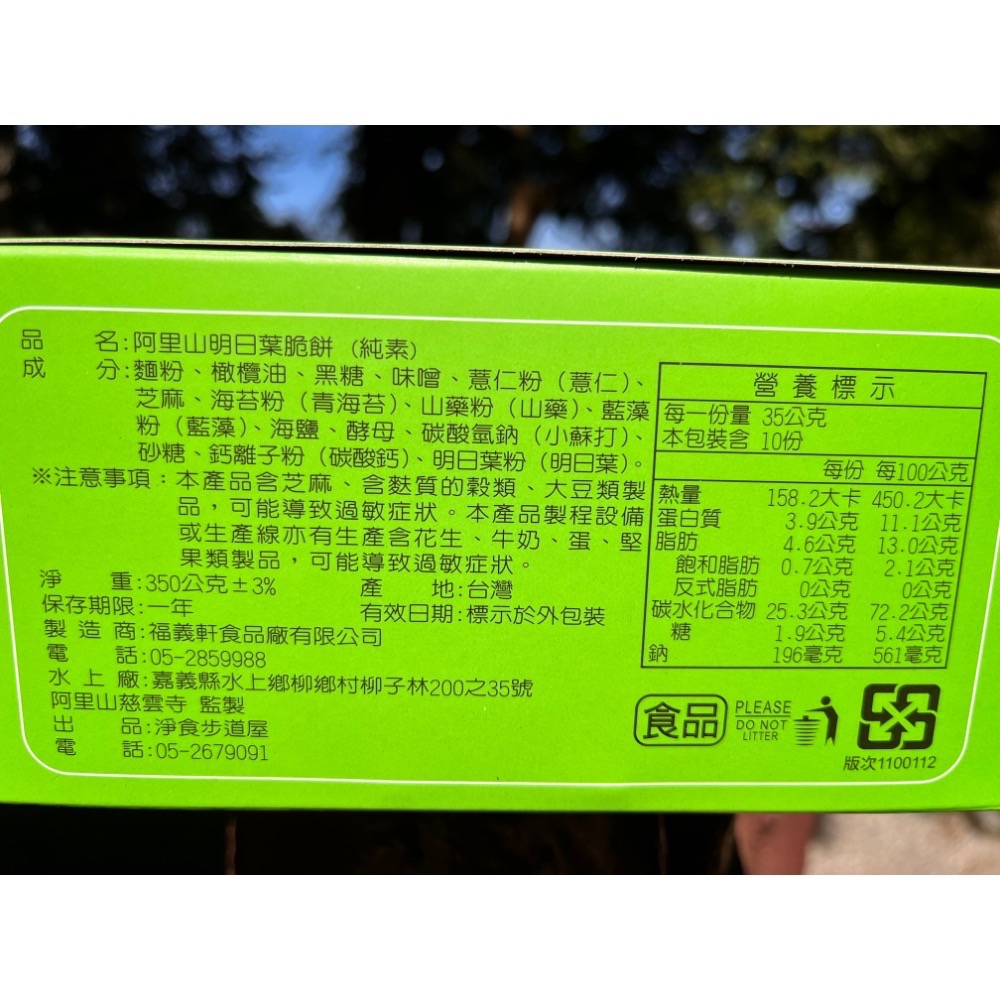 品名:阿里山明日葉脆餅（純素）
成分:麵粉、橄欖油、黑糖、味噌、薏仁粉（薏仁）、
芝麻、海苔粉（青海苔）、山藥粉（山藥）、藍藻
粉（藍藻）、海鹽、酵母、碳酸氫鈉（小蘇打）、
砂糖、鈣離子粉（碳酸鈣）、明日葉粉（明日葉）。
※注意事項：本產品含芝麻、含麩質的穀類、大豆類製
品，可能導致過敏症狀。本產品製程設備
或生產線亦有生產含花生、牛奶、蛋、堅
果類製品，可能導致過敏症狀。
淨重:350公克±3% 產地:台灣
保存期限:一年 有效日期:標示於外包裝
製造商:福義軒食品廠有限公司
電話:05-2859988
水上廠:嘉義縣水上鄉柳鄉村柳子林200之35號
阿里山慈雲寺 監製
出品:淨食步道屋
電話:05-2679091
營養標示
每一份量 35公克
本包裝含 10份
每份 每100公克
熱量 158.2大卡 450.2大卡
蛋白質 3.9公克 11.1公克
脂肪 4.6公克 13.0公克
飽和脂肪 0.7公克 2.1公克
反式脂肪 0公克 0公克
碳水化合物 25.3公克 72.2公克
糖 1.9公克 5.4公克
鈉 196毫克 561毫克
食品
PLEASE
DO NOT
LITTER
版次1100112